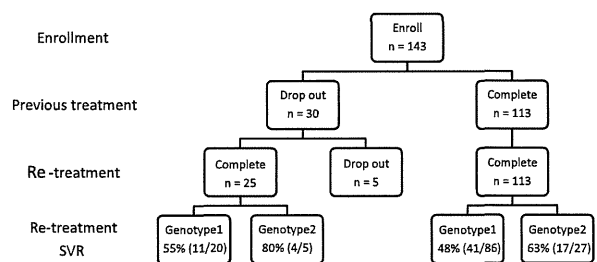 Enrollment
Enroll
n = 143
Previous treatment
Drop out
n = 30
Complete
n = 113
Re-treatment
Complete
n = 25
Drop out
n = 5
Complete
n = 113
Re-treatment
SVR
Genotype1
55% (11/20)
Genotype2
80% (4/5)
Genotype1
48% (41/86)
Genotype2
63% (17/27)